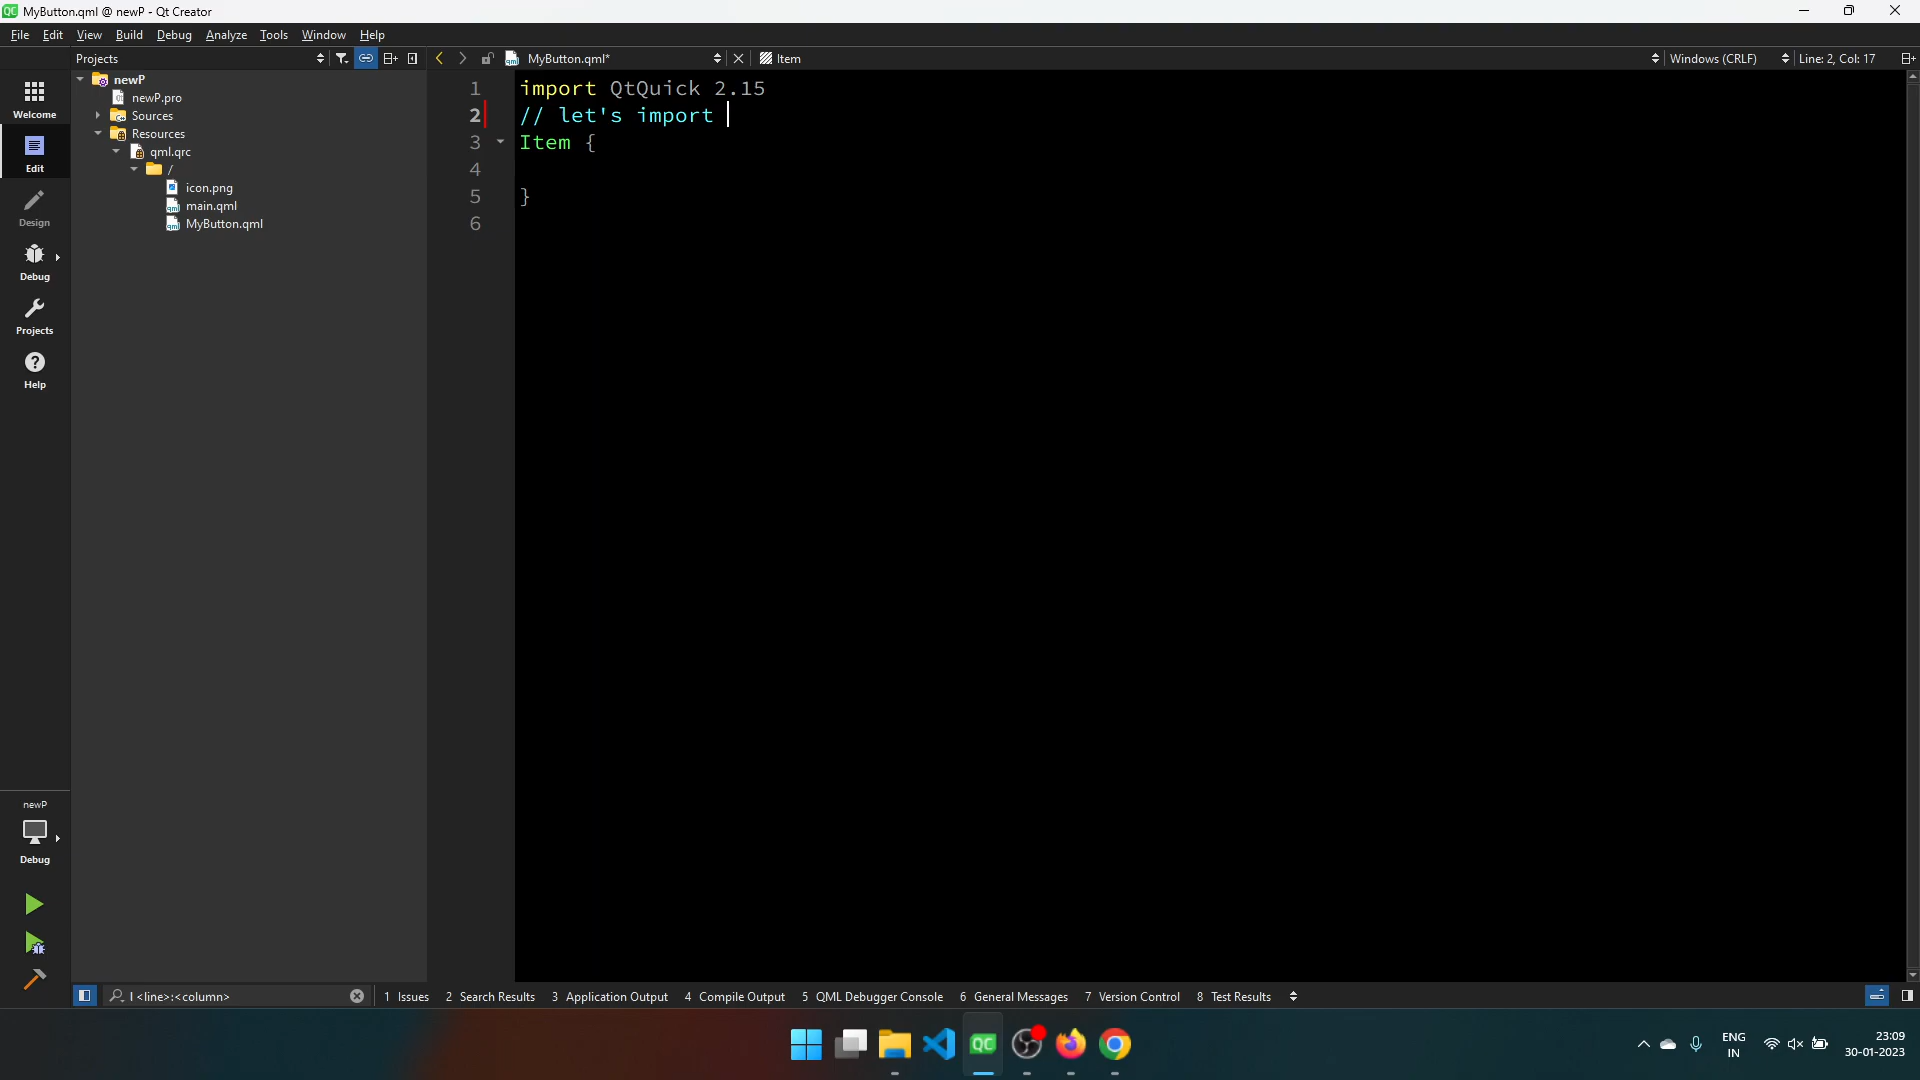 MyButton.qml @ newP - Qt Creator
File Edit View Build Debug Analyze Tools Window Help
Projects
MyButton.qml*
Item
Windows (CRLF)
Line: 2, Col: 17
Welcome
Edit
Design
Debug
Projects
Help
newP
newP.pro
Sources
Resources
qml.qrc
/
icon.png
main.qml
MyButton.qml
1 import QtQuick 2.15
2 // let's import
3 Item {
4
5 }
6
newP
Debug
l <line>:<column>
1 Issues 2 Search Results 3 Application Output 4 Compile Output 5 QML Debugger Console 6 General Messages 7 Version Control 8 Test Results
QC
ENG
IN
23:09
30-01-2023